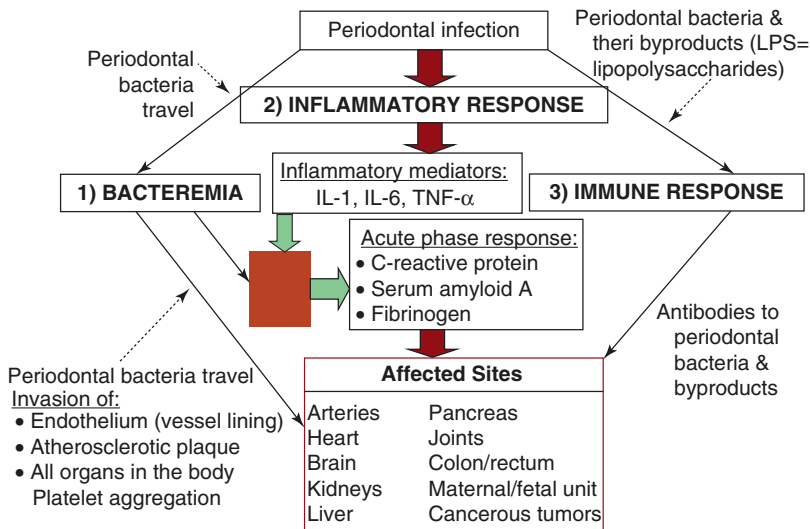 Periodontal infection
Periodontal bacteria &
theri byproducts (LPS=
lipopolysaccharides)
Periodontal
bacteria
travel
2) INFLAMMATORY RESPONSE
Inflammatory mediators:
IL-1, IL-6, TNF-α
1) BACTEREMIA
3) IMMUNE RESPONSE
Acute phase response:
• C-reactive protein
• Serum amyloid A
• Fibrinogen
Antibodies to
periodontal
bacteria &
byproducts
Periodontal bacteria travel
Invasion of:
• Endothelium (vessel lining)
• Atherosclerotic plaque
• All organs in the body
Platelet aggregation
Affected Sites
Arteries Pancreas
Heart Joints
Brain Colon/rectum
Kidneys Maternal/fetal unit
Liver Cancerous tumors